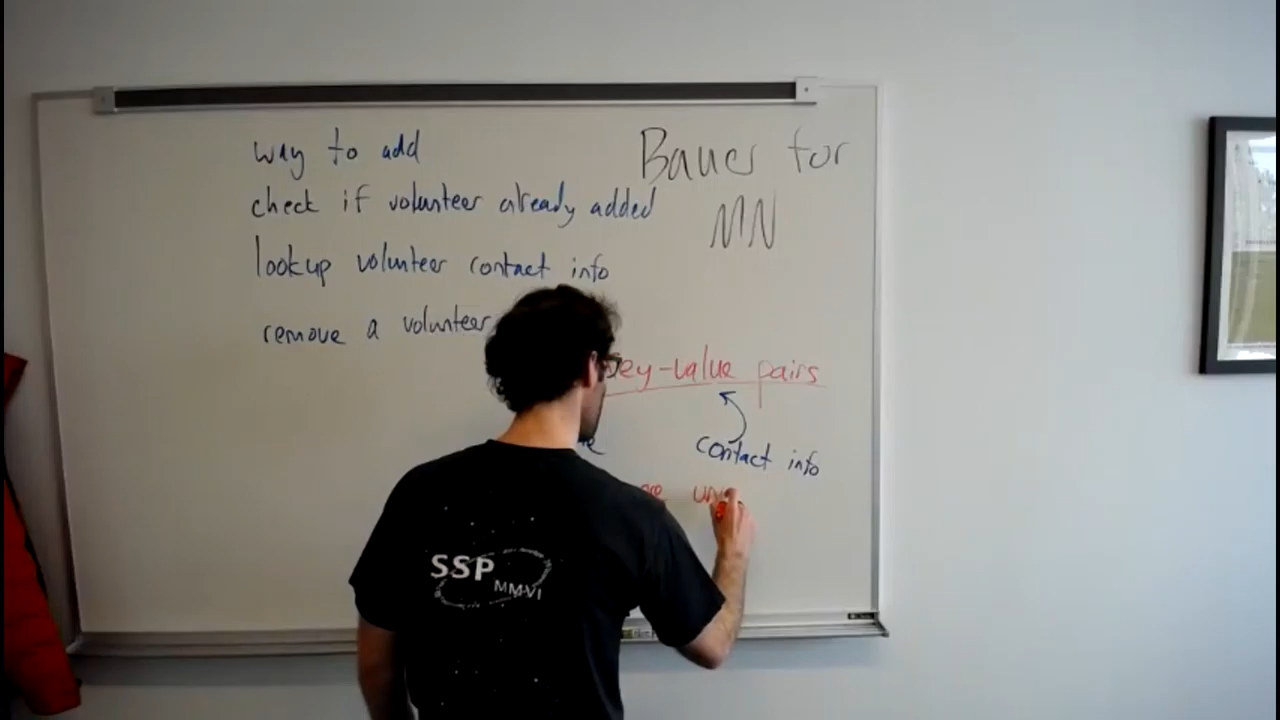 way to add
check if volunteer already added
lookup volunteer contact info
remove a volunteer
Bauer for
MN
ey-value pairs
contact info
SSP
MMVI